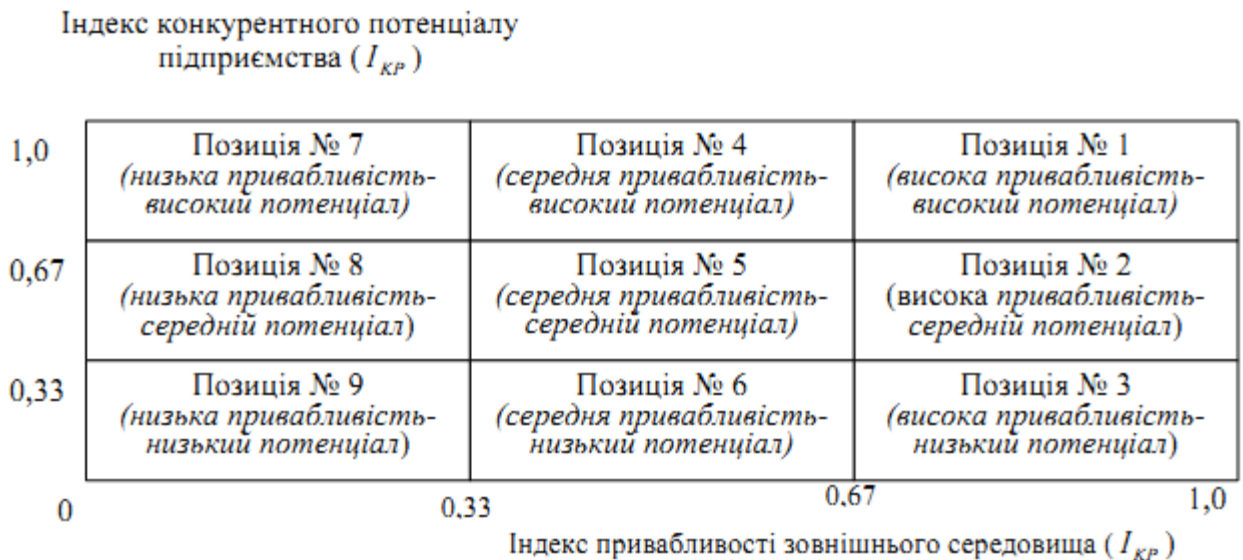 Індекс конкурентного потенціалу
підприємства ( I_КР )
1,0
Позиція № 7
(низька привабливість-
високий потенціал)
Позиція № 4
(середня привабливість-
високий потенціал)
Позиція № 1
(висока привабливість-
високий потенціал)
0,67
Позиція № 8
(низька привабливість-
середній потенціал)
Позиція № 5
(середня привабливість-
середній потенціал)
Позиція № 2
(висока привабливість-
середній потенціал)
0,33
Позиція № 9
(низька привабливість-
низький потенціал)
Позиція № 6
(середня привабливість-
низький потенціал)
Позиція № 3
(висока привабливість-
низький потенціал)
0 0,33 0,67 1,0
Індекс привабливості зовнішнього середовища ( I_КР )